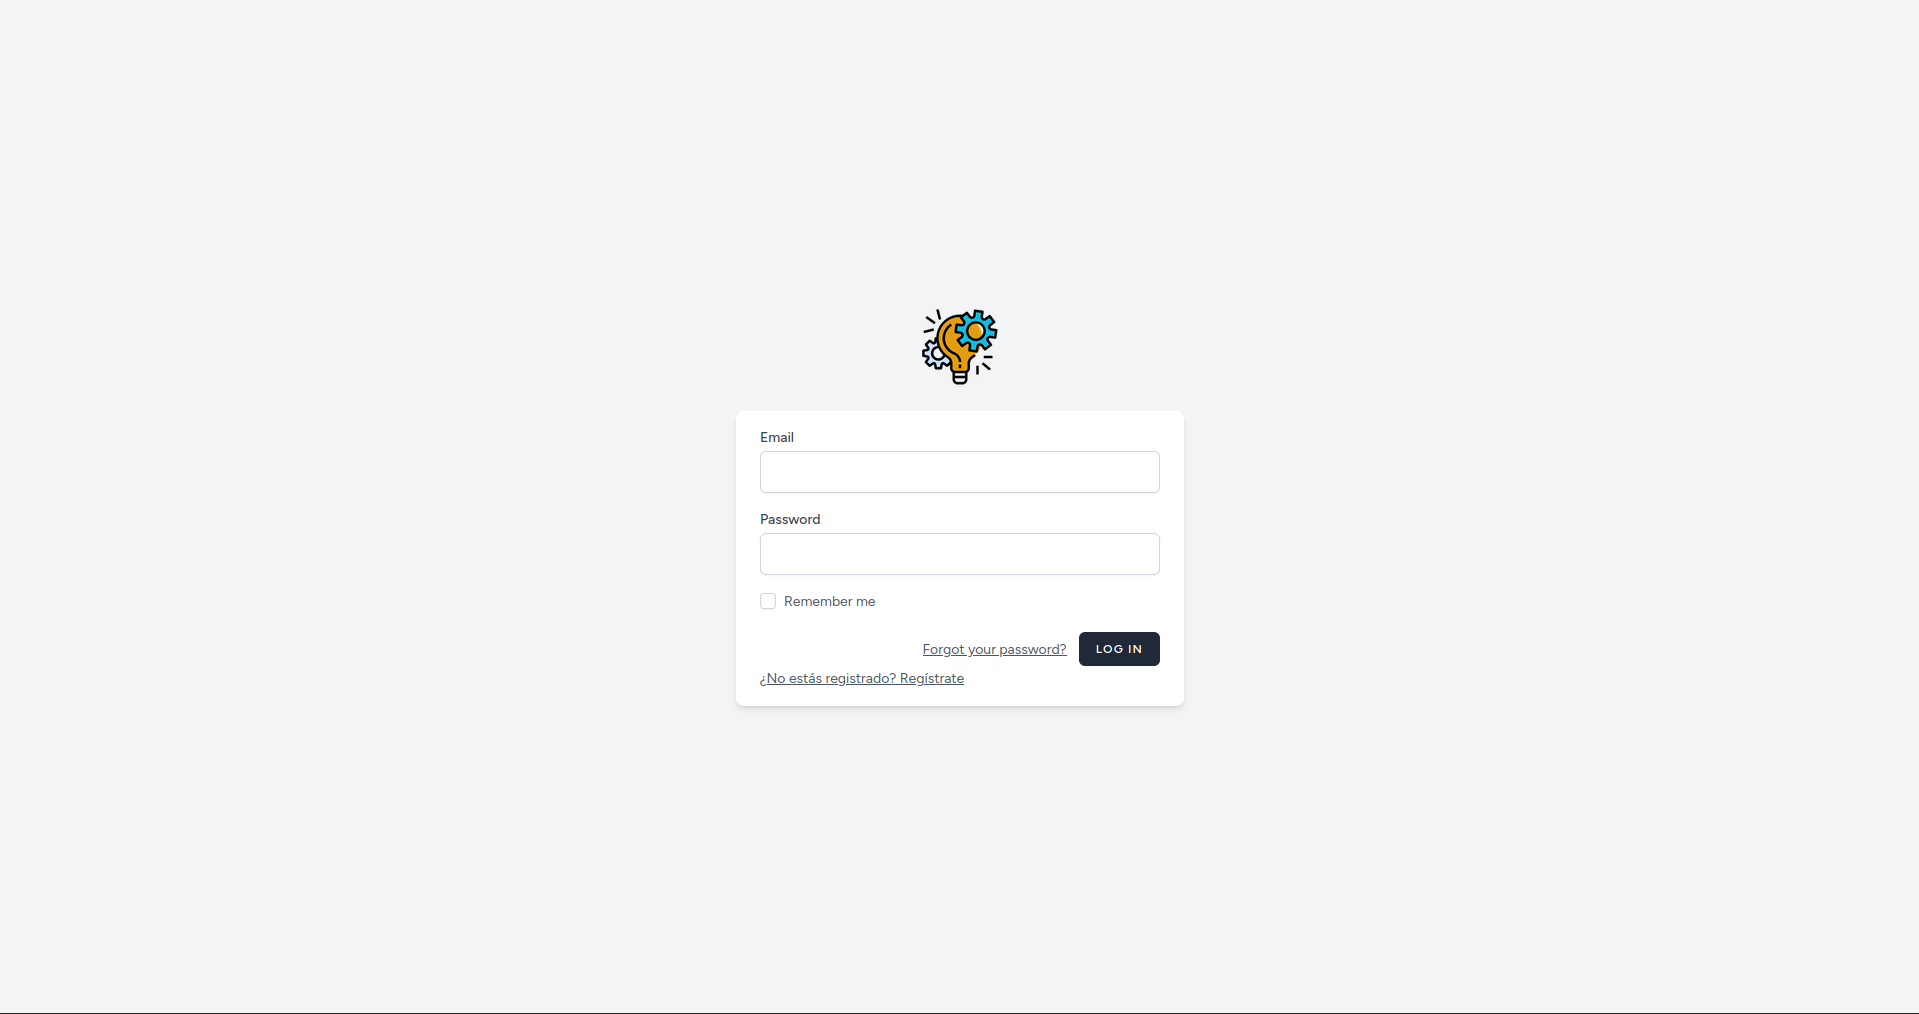 Email
Password
Remember me
Forgot your password? LOG IN
¿No estás registrado? Regístrate